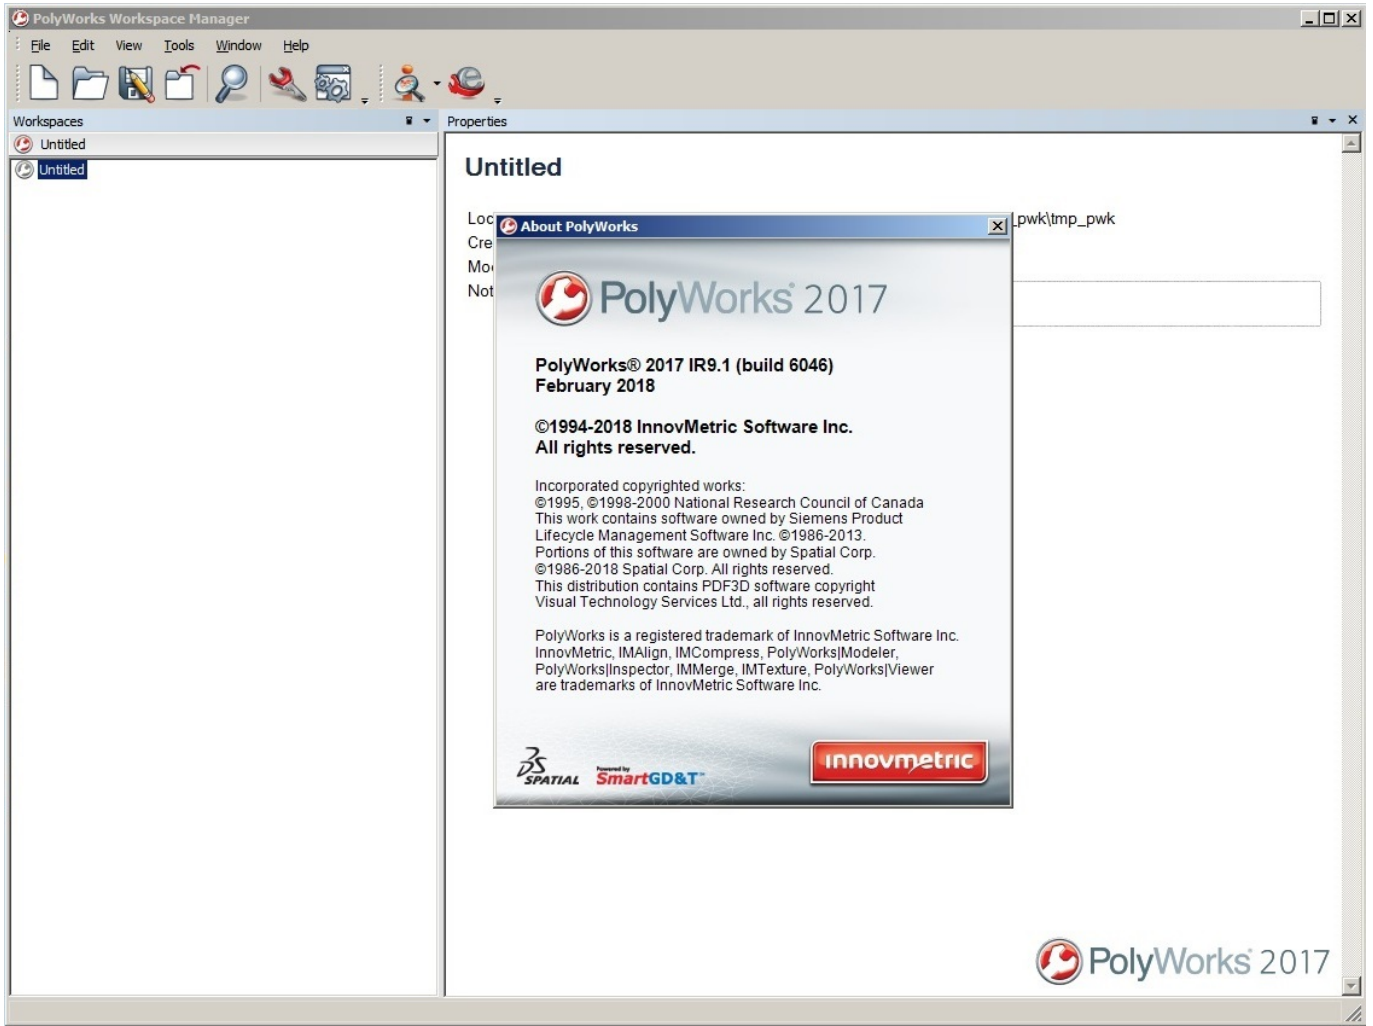 PolyWorks Workspace Manager
File Edit View Tools Window Help
Workspaces
Properties
Untitled
Untitled
Untitled
_pwk\tmp_pwk
About PolyWorks
PolyWorks® 2017
PolyWorks® 2017 IR9.1 (build 6046)
February 2018
©1994-2018 InnovMetric Software Inc.
All rights reserved.
Incorporated copyrighted works:
©1995, ©1998-2000 National Research Council of Canada
This work contains software owned by Siemens Product
Lifecycle Management Software Inc. ©1986-2013.
Portions of this software are owned by Spatial Corp.
©1986-2018 Spatial Corp. All rights reserved.
This distribution contains PDF3D software copyright
Visual Technology Services Ltd., all rights reserved.
PolyWorks is a registered trademark of InnovMetric Software Inc.
InnovMetric, IMAlign, IMCompress, PolyWorks|Modeler,
PolyWorks|Inspector, IMMerge, IMTexture, PolyWorks|Viewer
are trademarks of InnovMetric Software Inc.
SPATIAL
Powered by
SmartGD&T™
innovmetric
PolyWorks® 2017